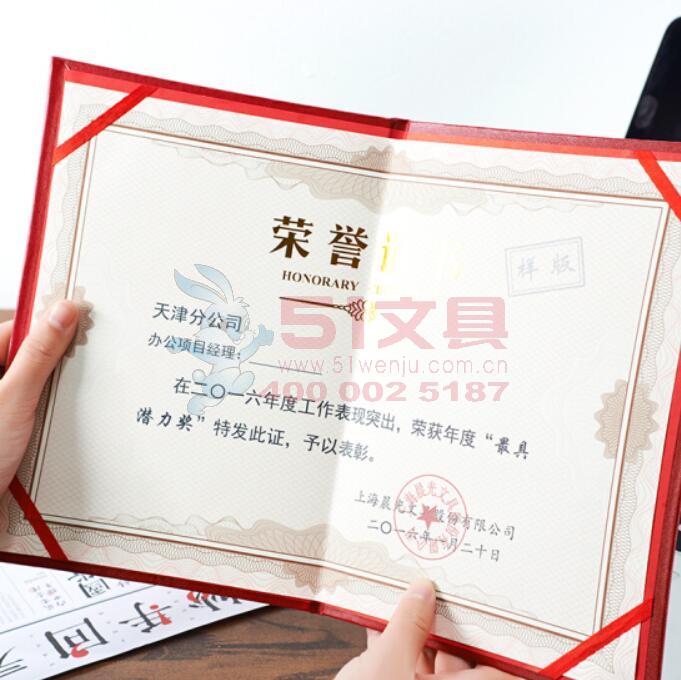 荣誉
HONORARY
样版
天津分公司
办公项目经理：
51文具
www.51wenju.com.cn
400 002 5187
在二〇一六年度工作表现突出，荣获年度“最具
潜力奖”特发此证，予以表彰。
上海晨光文具股份有限公司
二〇一六年 月二十日